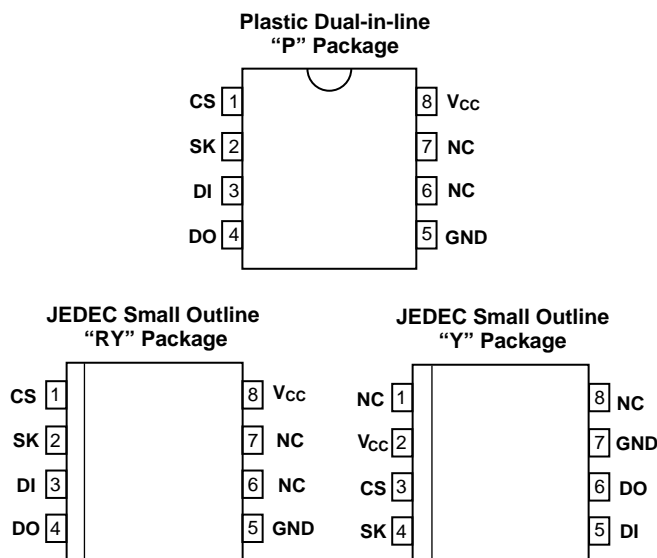 Plastic Dual-in-line
“P” Package
CS 1 8 VCC
SK 2 7 NC
DI 3 6 NC
DO 4 5 GND
JEDEC Small Outline
“RY” Package
CS 1 8 VCC
SK 2 7 NC
DI 3 6 NC
DO 4 5 GND
JEDEC Small Outline
“Y” Package
NC 1 8 NC
VCC 2 7 GND
CS 3 6 DO
SK 4 5 DI